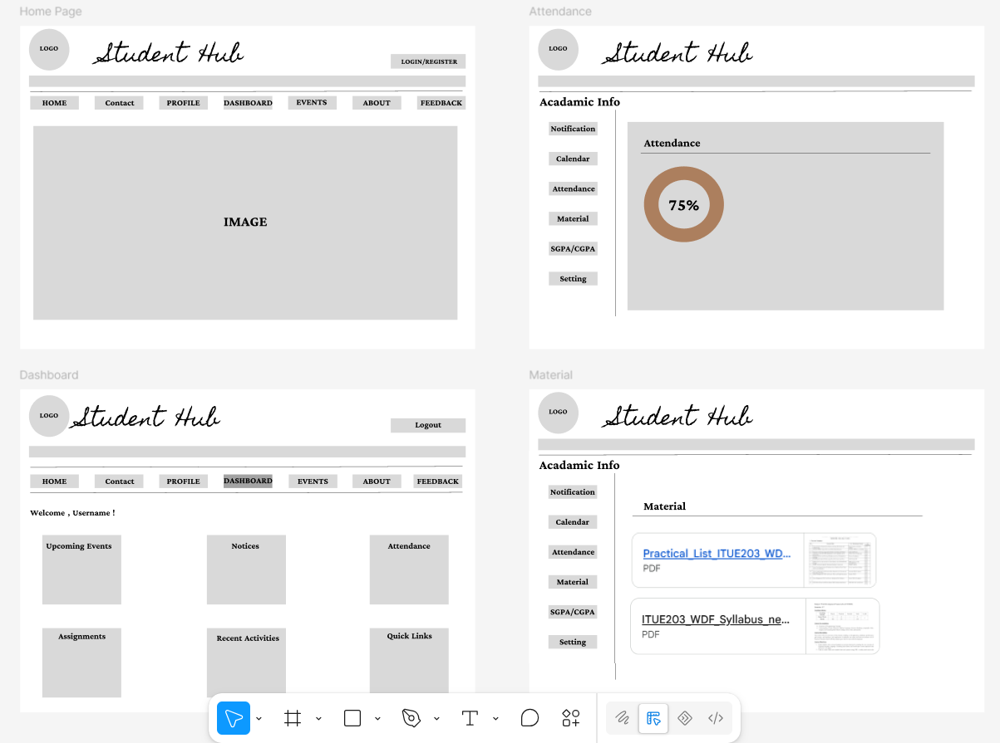 Home Page
LOGO
Student Hub
LOGIN/REGISTER
HOME Contact PROFILE DASHBOARD EVENTS ABOUT FEEDBACK
IMAGE
Attendance
LOGO
Student Hub
Acadamic Info
Notification
Calendar
Attendance
Material
SGPA/CGPA
Setting
Attendance
75%
Dashboard
LOGO
Student Hub
Logout
HOME Contact PROFILE DASHBOARD EVENTS ABOUT FEEDBACK
Welcome , Username !
Upcoming Events Notices Attendance
Assignments Recent Activities Quick Links
Material
LOGO
Student Hub
Acadamic Info
Notification
Calendar
Attendance
Material
SGPA/CGPA
Setting
Material
Practical_List_ITUE203_WD...
PDF
ITUE203_WDF_Syllabus_ne...
PDF